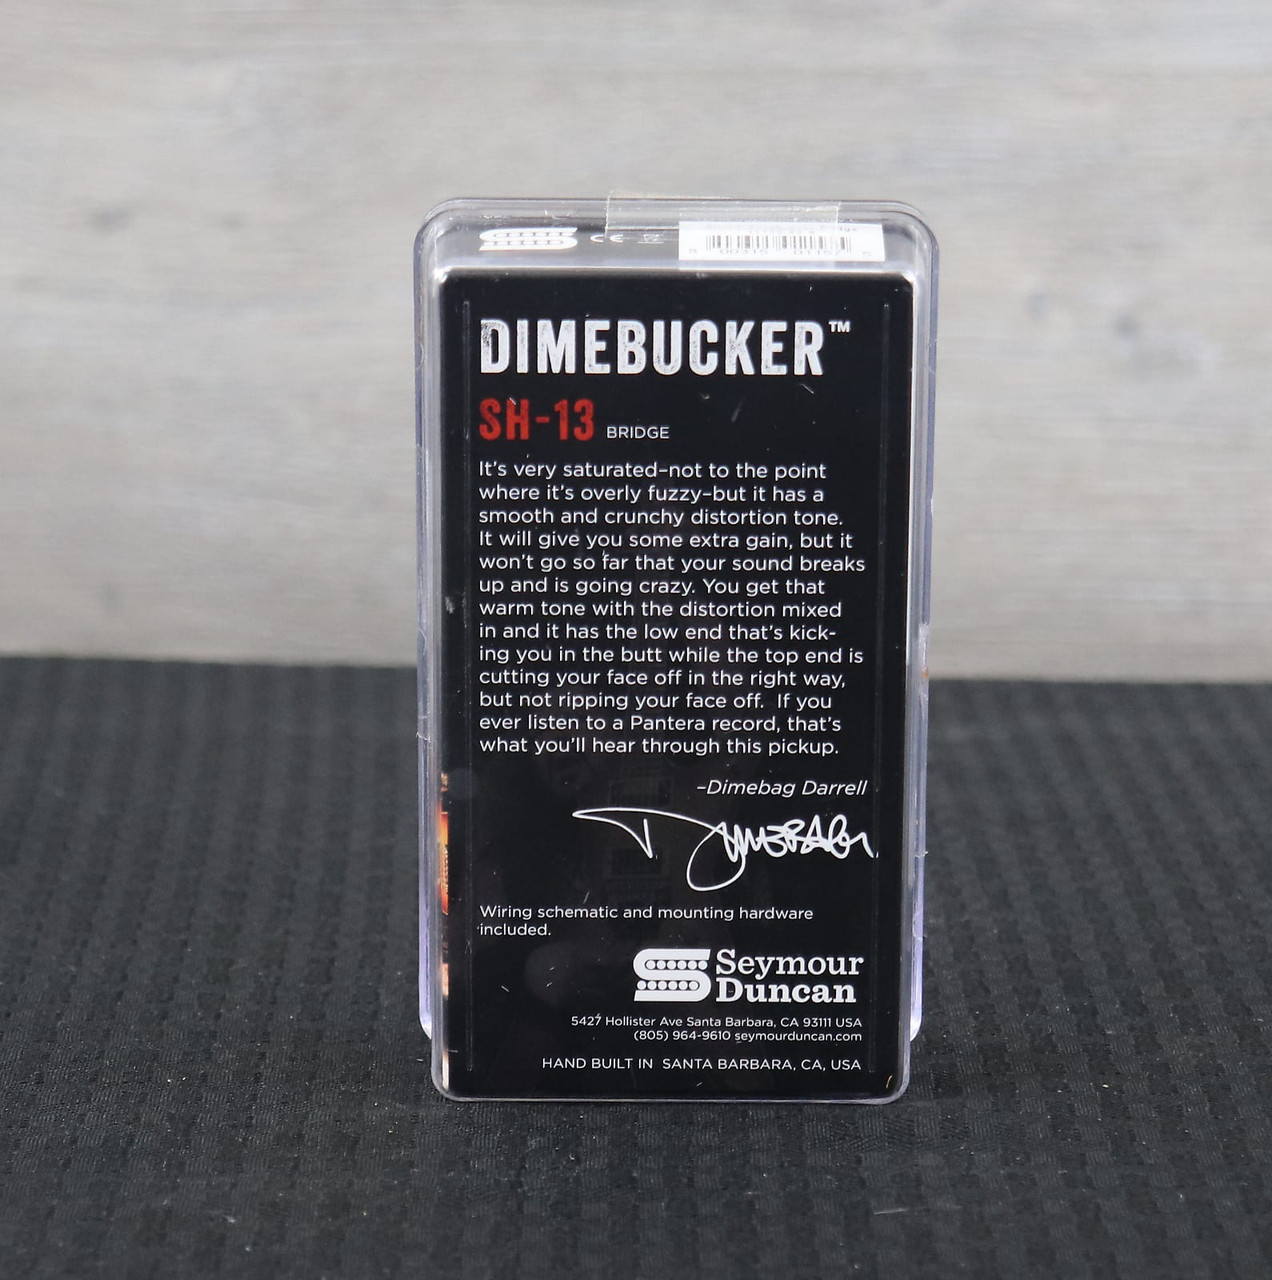 CE
DIMEBUCKER™
SH-13 BRIDGE
It's very saturated–not to the point
where it's overly fuzzy–but it has a
smooth and crunchy distortion tone.
It will give you some extra gain, but it
won't go so far that your sound breaks
up and is going crazy. You get that
warm tone with the distortion mixed
in and it has the low end that's kick-
ing you in the butt while the top end is
cutting your face off in the right way,
but not ripping your face off.  If you
ever listen to a Pantera record, that's
what you'll hear through this pickup.
–Dimebag Darrell
Wiring schematic and mounting hardware
included.
Seymour
Duncan
5427 Hollister Ave Santa Barbara, CA 93111 USA
(805) 964-9610 seymourduncan.com
HAND BUILT IN  SANTA BARBARA, CA, USA